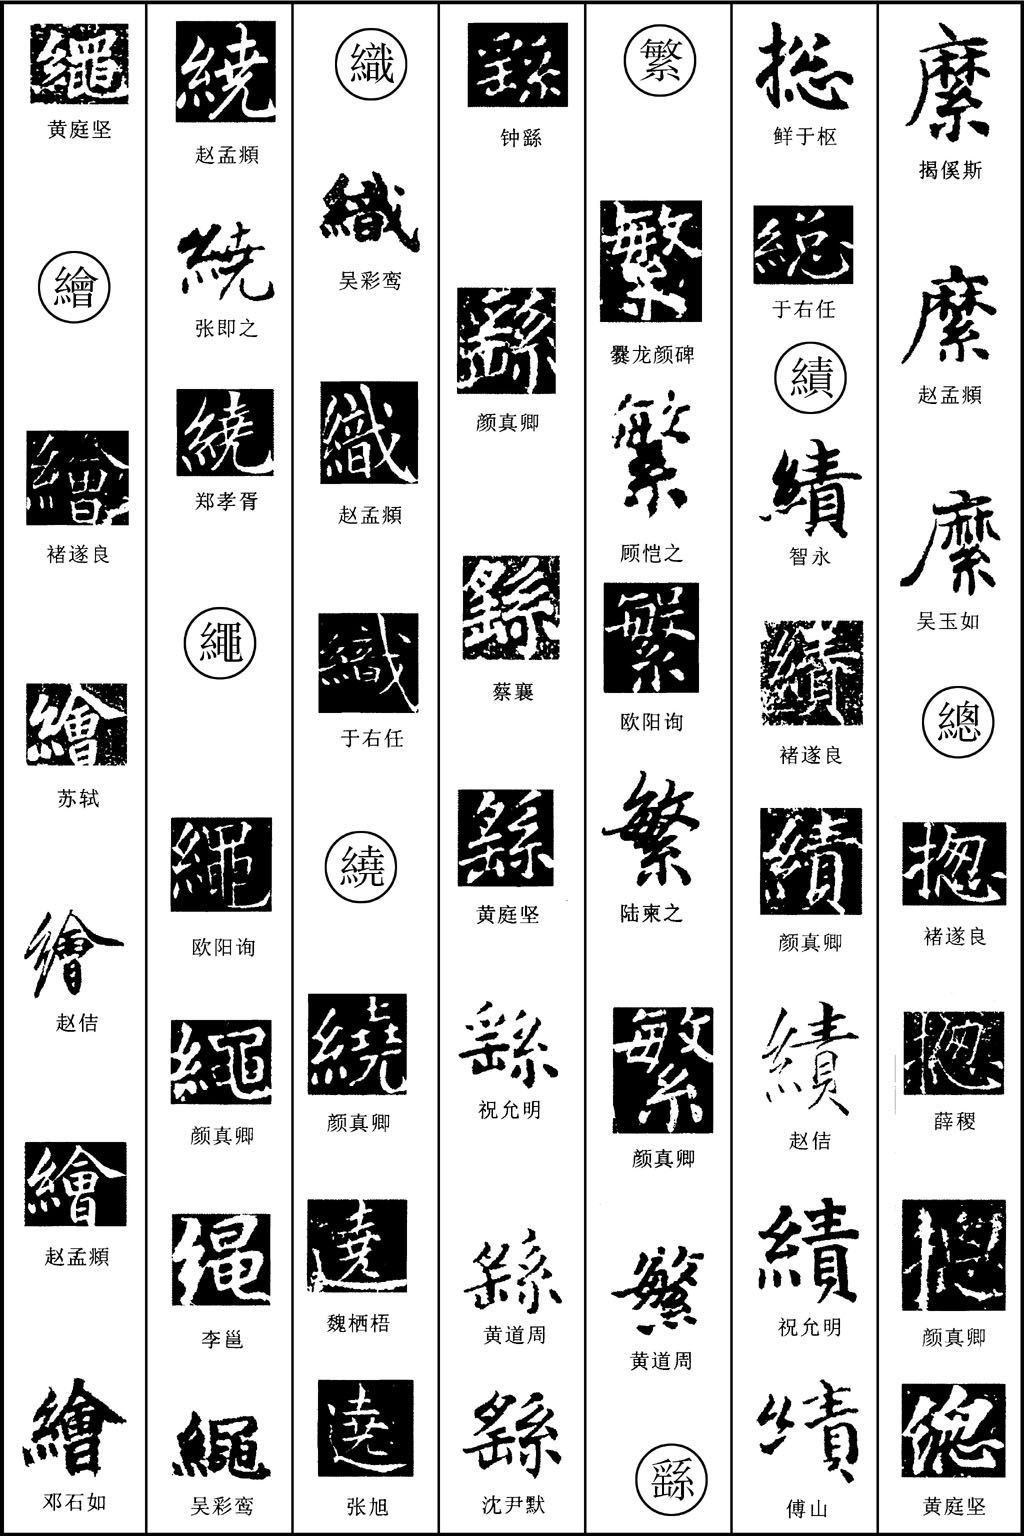 縻
揭傒斯
縻
赵孟頫
縻
吴玉如
總
揔
褚遂良
揔
薛稷
颜真卿
黄庭坚
鲜于枢
于右任
績
績
智永
績
褚遂良
績
颜真卿
績
赵佶
績
祝允明
績
傅山
繁
繁
爨龙颜碑
繁
顾恺之
繁
欧阳询
繁
陆柬之
繁
颜真卿
繁
黄道周
繇
繇
钟繇
繇
颜真卿
繇
蔡襄
繇
黄庭坚
繇
祝允明
繇
黄道周
繇
沈尹默
織
織
吴彩鸾
織
赵孟頫
織
于右任
繞
繞
颜真卿
遶
魏栖梧
遶
张旭
繞
赵孟頫
繞
张即之
繞
郑孝胥
繩
繩
欧阳询
繩
颜真卿
绳
李邕
繩
吴彩鸾
繩
黄庭坚
繪
繪
褚遂良
繪
苏轼
繪
赵佶
繪
赵孟頫
繪
邓石如